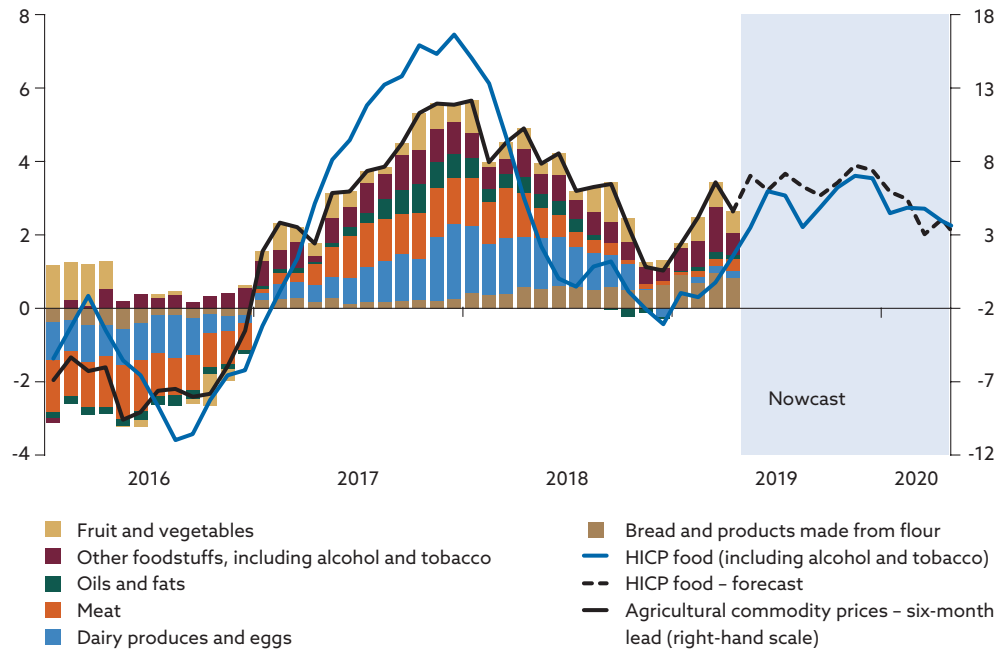 8
6
4
2
0
-2
-4
18
13
8
3
-2
-7
-12
Nowcast
2016
2017
2018
2019
2020
Fruit and vegetables
Other foodstuffs, including alcohol and tobacco
Oils and fats
Meat
Dairy produces and eggs
Bread and products made from flour
HICP food (including alcohol and tobacco)
HICP food – forecast
Agricultural commodity prices – six-month
lead (right-hand scale)